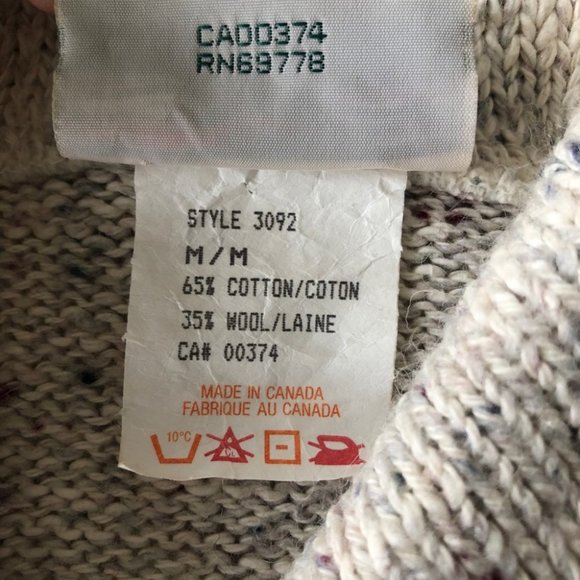 CA00374
RN69778
STYLE 3092
M/M
65% COTTON/COTON
35% WOOL/LAINE
CA# 00374
MADE IN CANADA
FABRIQUE AU CANADA
10°C